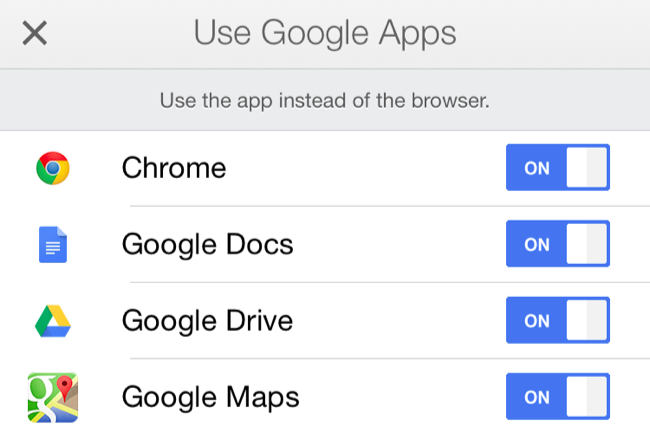 Use Google Apps
Use the app instead of the browser.
Chrome ON
Google Docs ON
Google Drive ON
Google Maps ON